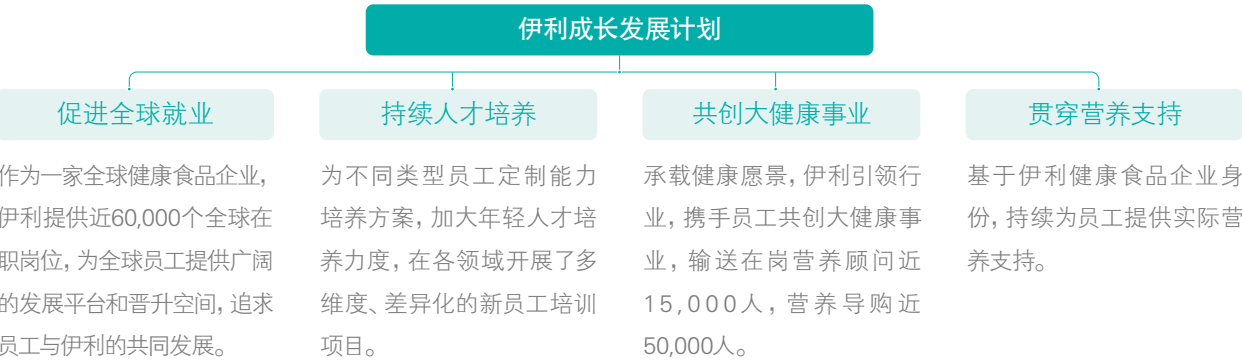 伊利成长发展计划
促进全球就业
作为一家全球健康食品企业，
伊利提供近60,000个全球在
职岗位，为全球员工提供广阔
的发展平台和晋升空间，追求
员工与伊利的共同发展。
持续人才培养
为不同类型员工定制能力
培养方案，加大年轻人才培
养力度，在各领域开展了多
维度、差异化的新员工培训
项目。
共创大健康事业
承载健康愿景，伊利引领行
业，携手员工共创大健康事
业，输送在岗营养顾问近
15,000人，营养导购近
50,000人。
贯穿营养支持
基于伊利健康食品企业身
份，持续为员工提供实际营
养支持。